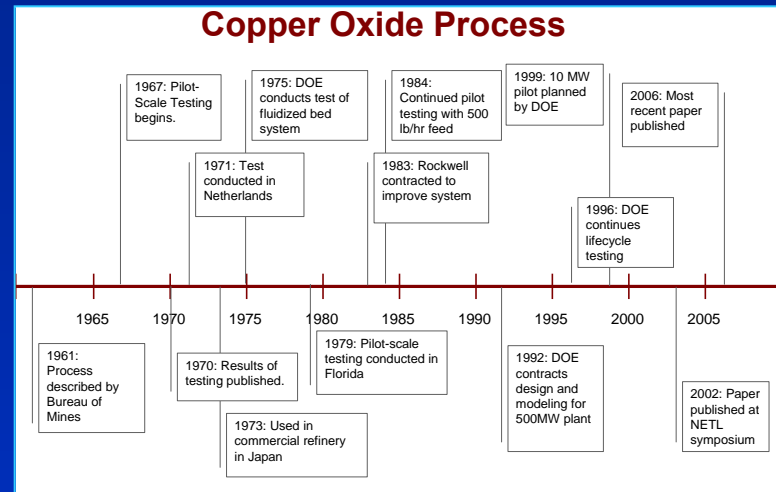 Copper Oxide Process
1967: Pilot-
Scale Testing
begins.
1975: DOE
conducts test of
fluidized bed
system
1984:
Continued pilot
testing with 500
lb/hr feed
1999: 10 MW
pilot planned
by DOE
2006: Most
recent paper
published
1971: Test
conducted in
Netherlands
1983: Rockwell
contracted to
improve system
1996: DOE
continues
lifecycle
testing
1965
1970
1975
1980
1985
1990
1995
2000
2005
1961:
Process
described by
Bureau of
Mines
1970: Results of
testing published.
1979: Pilot-scale
testing conducted in
Florida
1992: DOE
contracts
design and
modeling for
500MW plant
2002: Paper
published at
NETL
symposium
1973: Used in
commercial refinery
in Japan